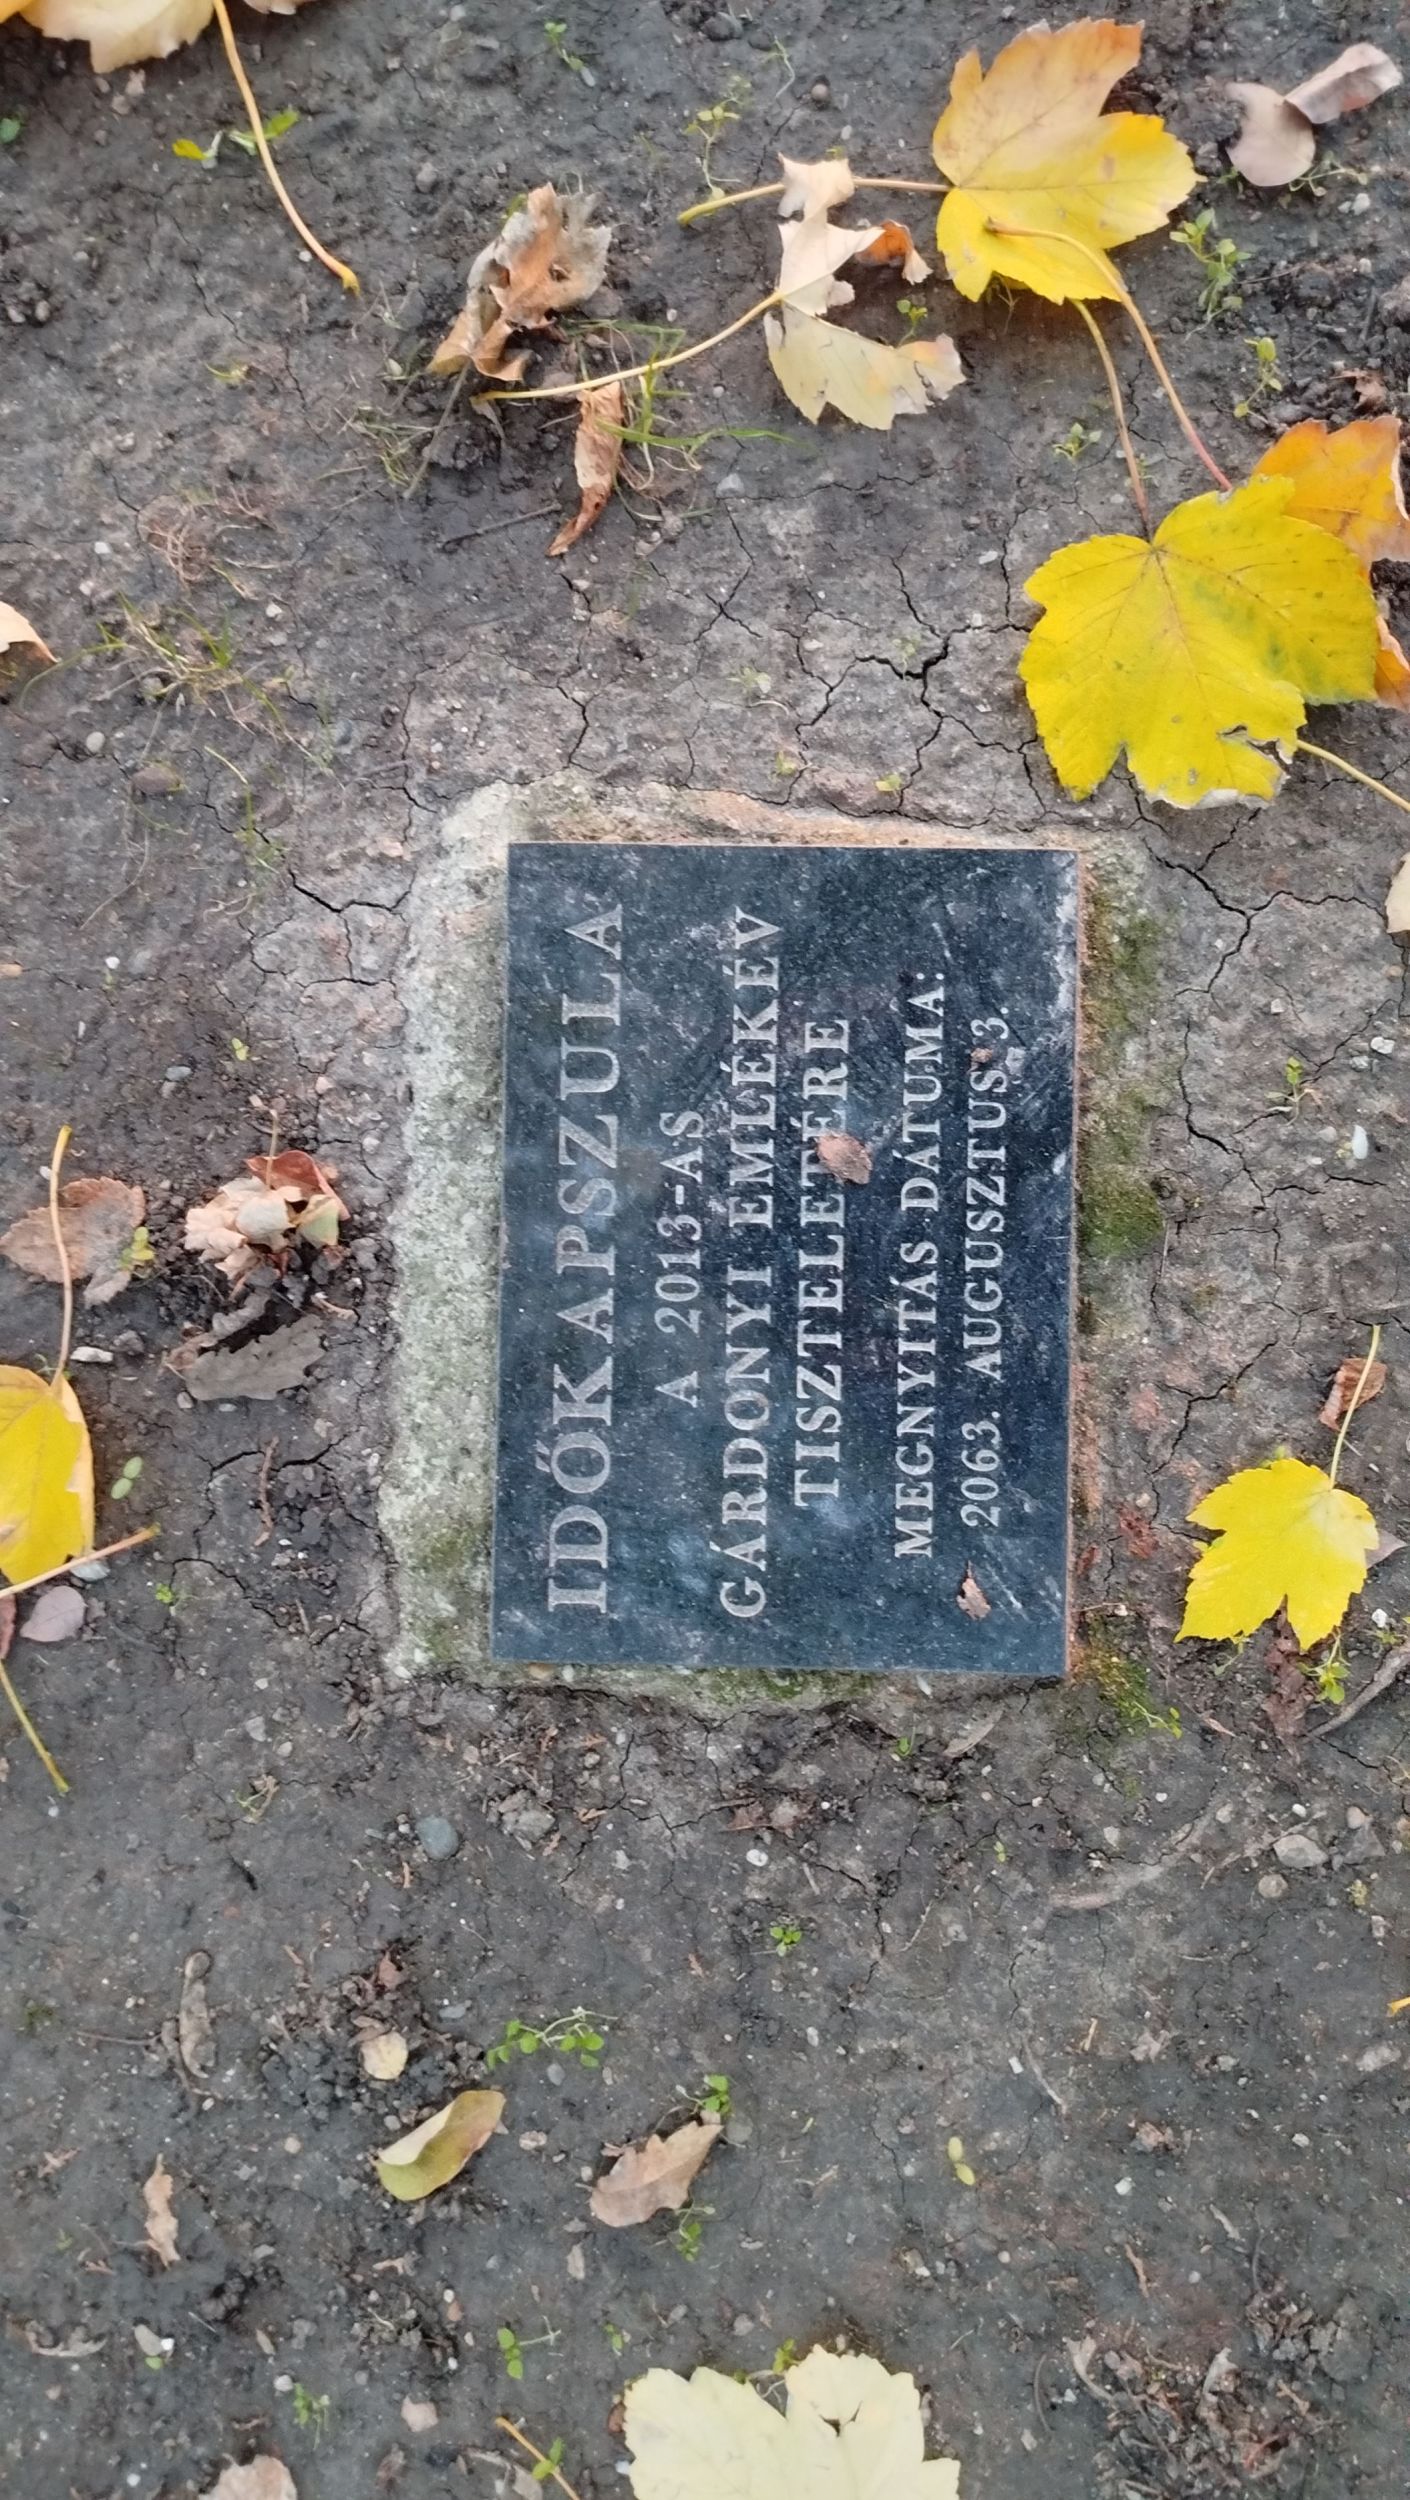 IDŐKAPSZULA
A 2013-AS
GÁRDONYI EMLÉKÉV
TISZTELETÉRE
MEGNYITÁS DÁTUMA:
2063. AUGUSZTUS 3.